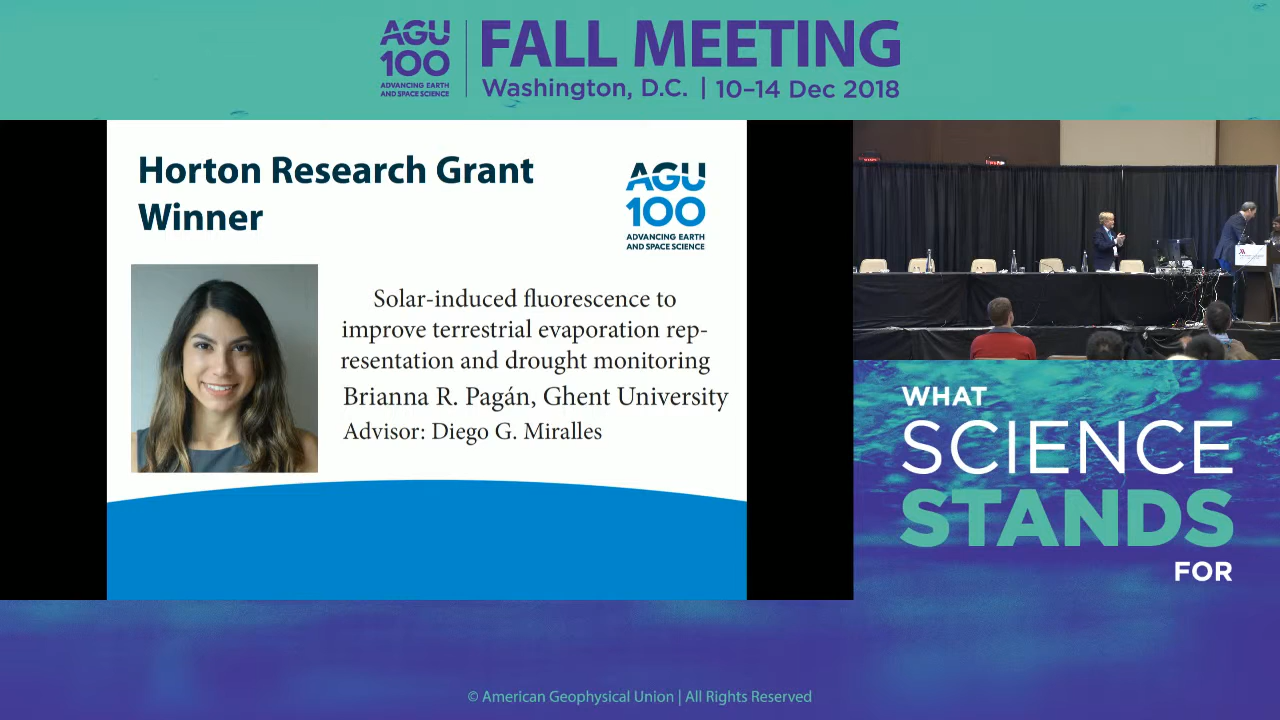 AGU
100
ADVANCING EARTH
AND SPACE SCIENCE
FALL MEETING
Washington, D.C. | 10–14 Dec 2018
Horton Research Grant
Winner
AGU
100
ADVANCING EARTH
AND SPACE SCIENCE
Solar-induced fluorescence to
improve terrestrial evaporation rep-
resentation and drought monitoring
Brianna R. Pagán, Ghent University
Advisor: Diego G. Miralles
WHAT
SCIENCE
STANDS
FOR
© American Geophysical Union | All Rights Reserved